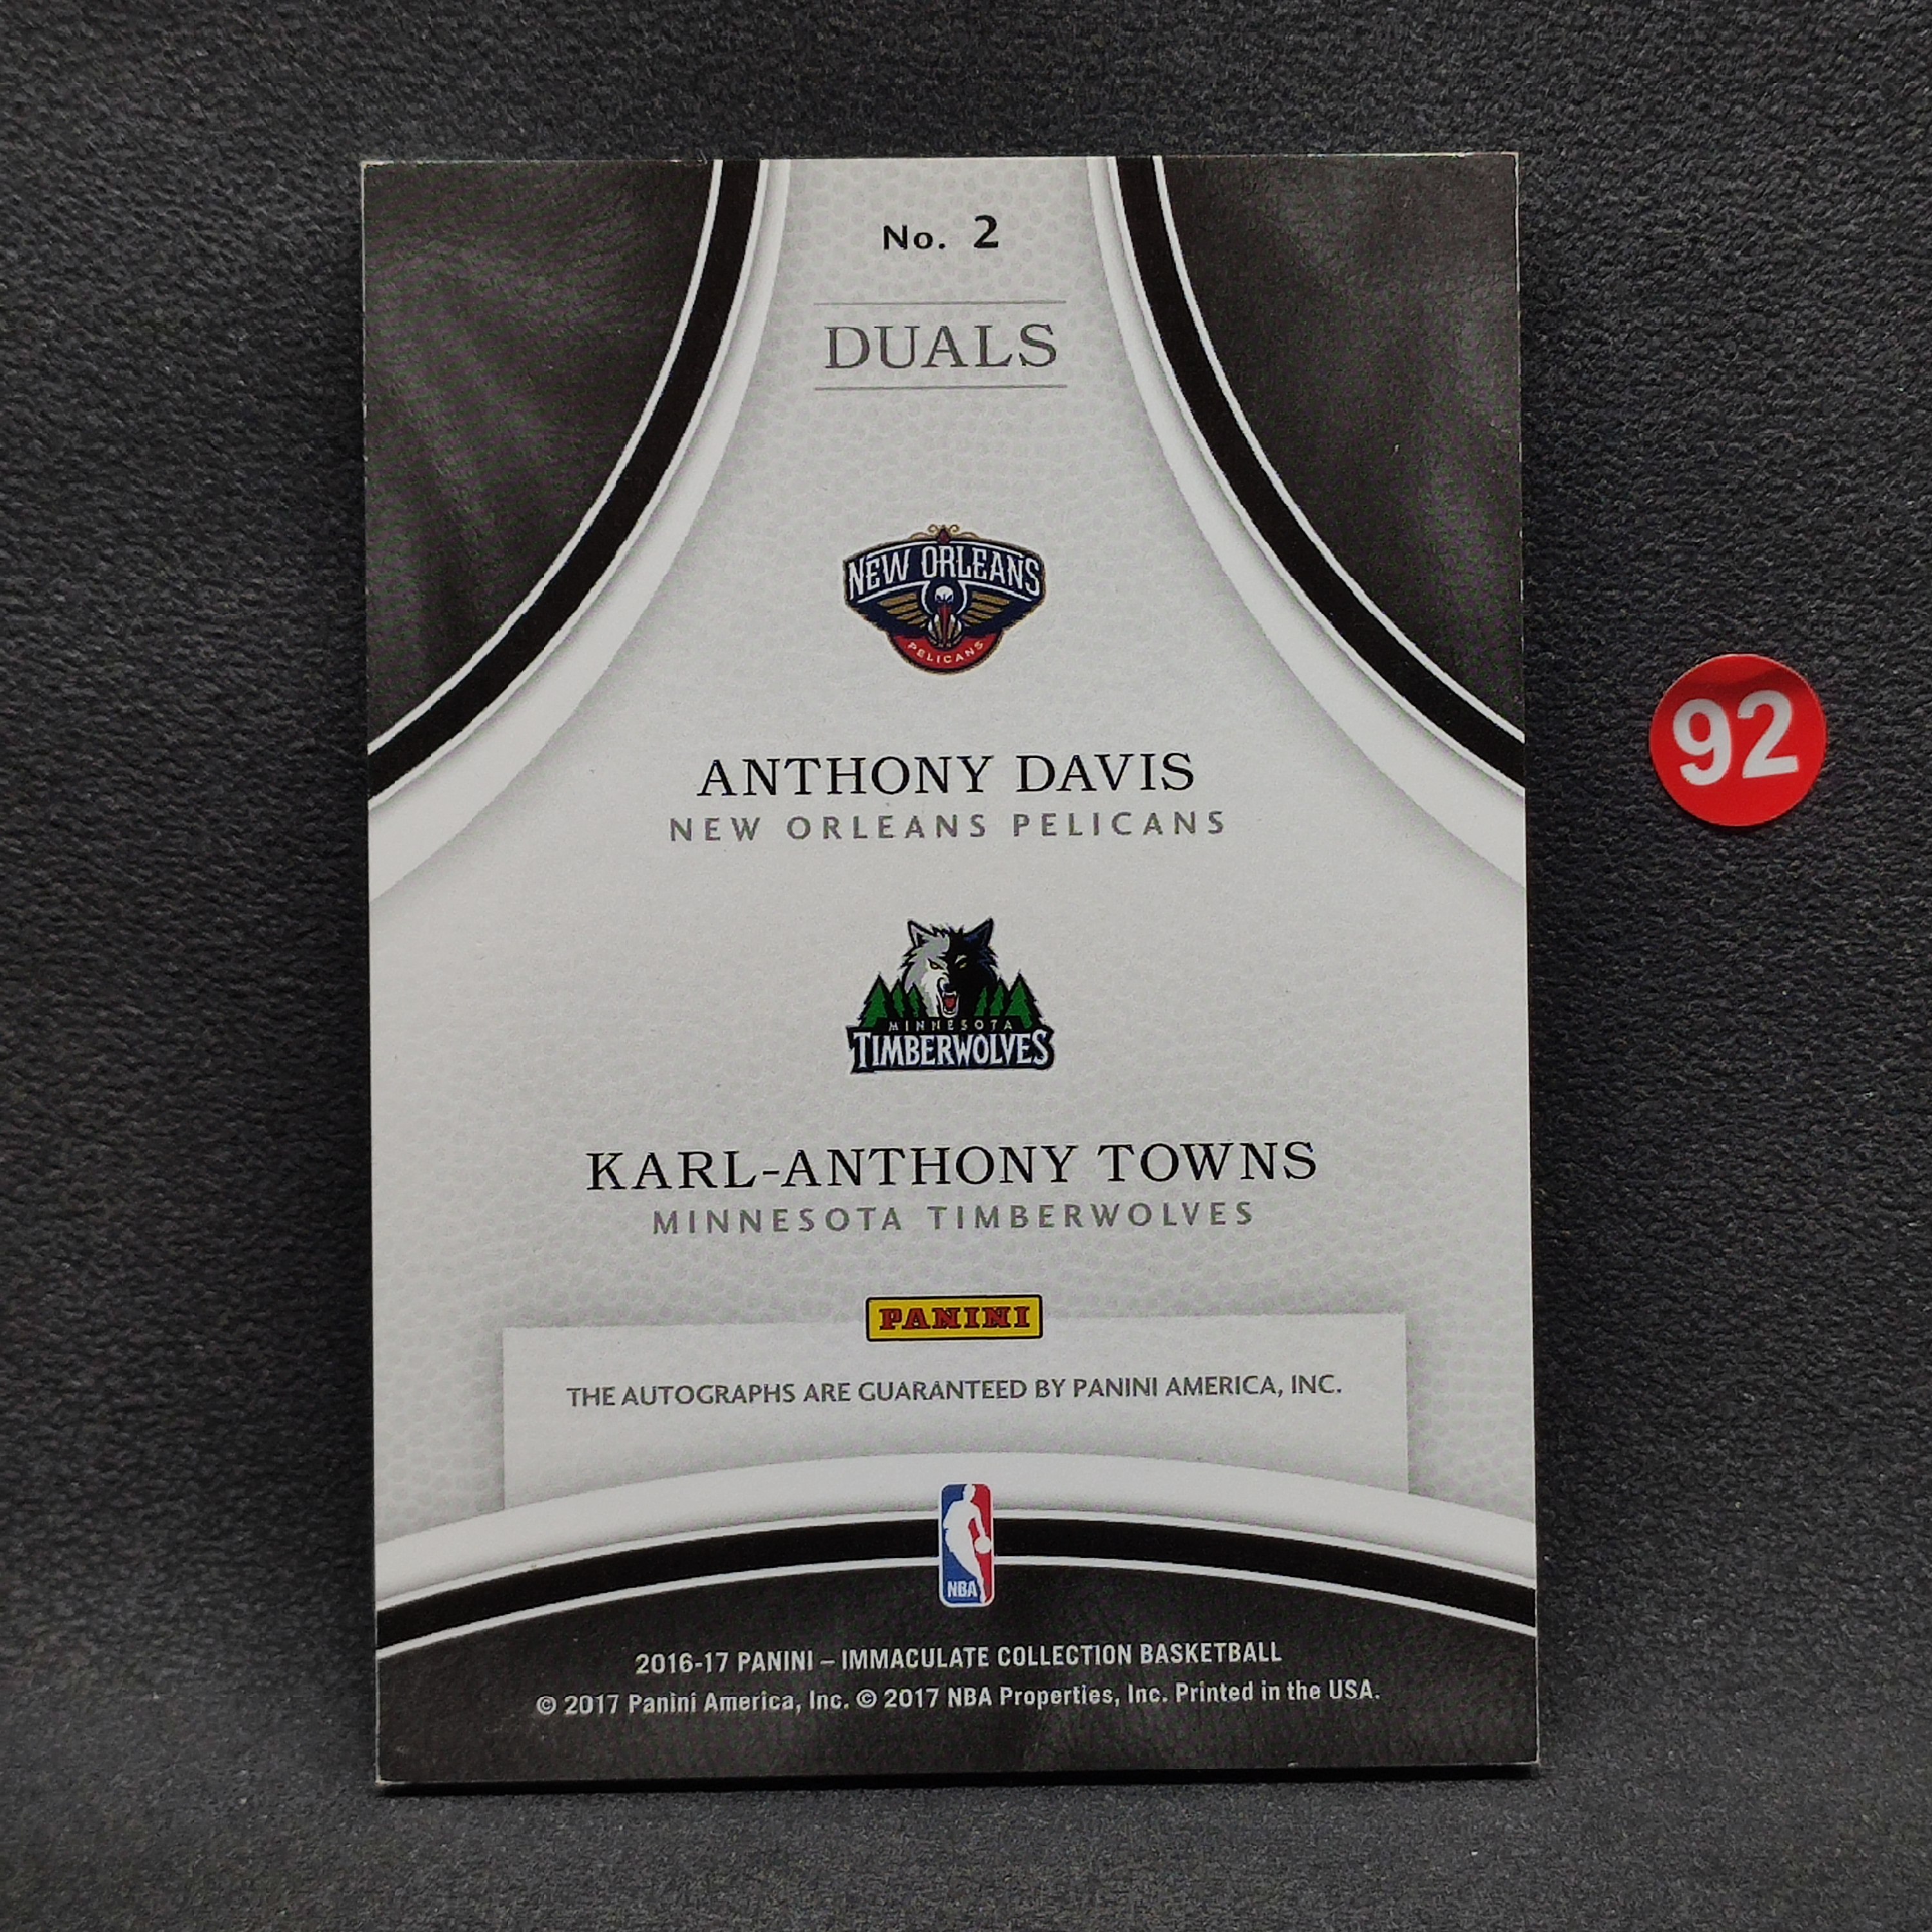 No. 2
DUALS
NEW ORLEANS
PELICANS
ANTHONY DAVIS
NEW ORLEANS PELICANS
92
MINNESOTA
TIMBERWOLVES
KARL-ANTHONY TOWNS
MINNESOTA TIMBERWOLVES
PANINI
THE AUTOGRAPHS ARE GUARANTEED BY PANINI AMERICA, INC.
NBA
2016-17 PANINI – IMMACULATE COLLECTION BASKETBALL
© 2017 Panini America, Inc. © 2017 NBA Properties, Inc. Printed in the USA.